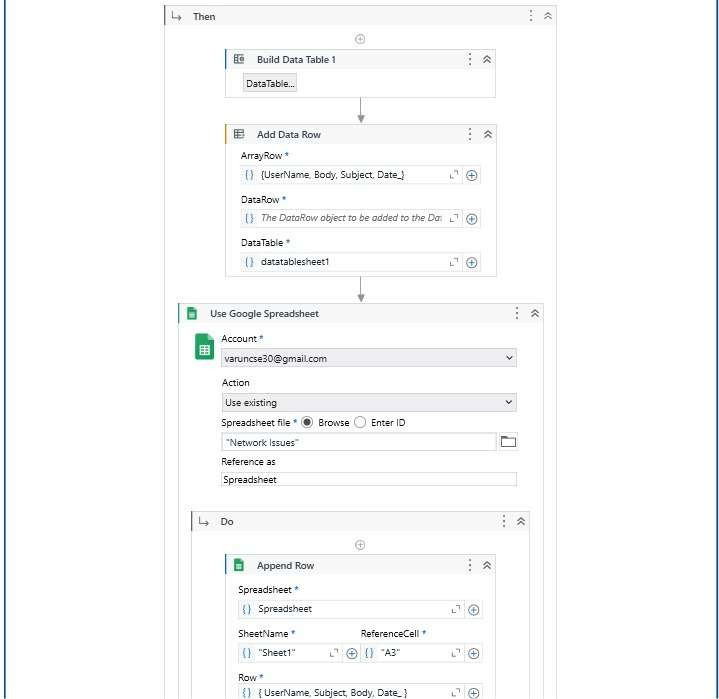 Then
Build Data Table 1
DataTable...
Add Data Row
ArrayRow *
{UserName, Body, Subject, Date_}
DataRow *
The DataRow object to be added to the Da
DataTable *
datatablesheet1
Use Google Spreadsheet
Account *
varuncse30@gmail.com
Action
Use existing
Spreadsheet file * Browse Enter ID
"Network Issues"
Reference as
Spreadsheet
Do
Append Row
Spreadsheet *
Spreadsheet
SheetName * ReferenceCell *
"Sheet1" "A3"
Row *
{ UserName, Subject, Body, Date_ }